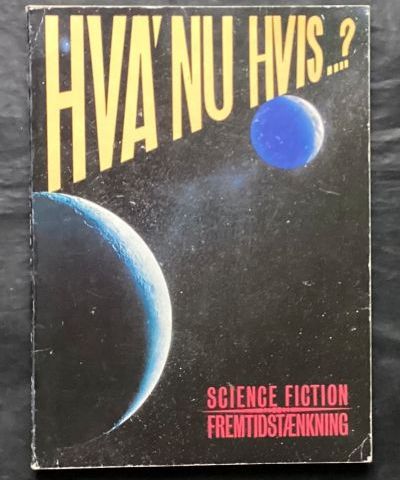 HVA' NU HVIS...?
SCIENCE FICTION
FREMTIDSTÆNKNING